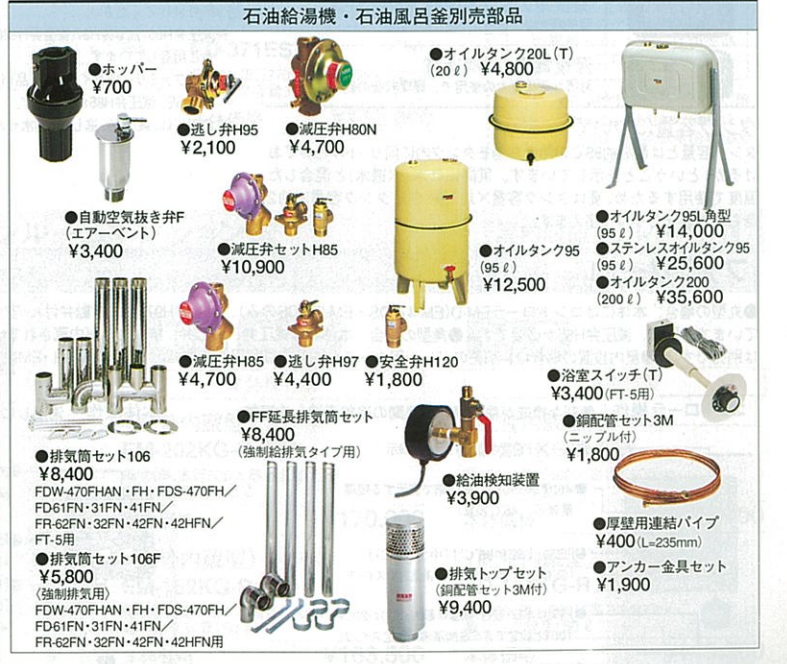 石油給湯機・石油風呂釜別売部品
●ホッパー
¥700
●自動空気抜き弁F
(エアーベント)
¥3,400
●逃し弁H95
¥2,100
●減圧弁H80N
¥4,700
●オイルタンク20L(T)
(20ℓ) ¥4,800
●減圧弁セットH85
¥10,900
●オイルタンク95
(95ℓ)
¥12,500
●オイルタンク95L角型
(95ℓ) ¥14,000
●ステンレスオイルタンク95
(95ℓ) ¥25,600
●オイルタンク200
(200ℓ) ¥35,600
●減圧弁H85
¥4,700
●逃し弁H97
¥4,400
●安全弁H120
¥1,800
●浴室スイッチ(T)
¥3,400(FT-5用)
●銅配管セット3M
(ニップル付)
¥1,800
●排気筒セット106
¥8,400
FDW-470FHAN・FH・FDS-470FH/
FD61FN・31FN・41FN/
FR-62FN・32FN・42FN・42HFN/
FT-5用
●排気筒セット106F
¥5,800
(強制排気用)
FDW-470FHAN・FH・FDS-470FH/
FD61FN・31FN・41FN/
FR-62FN・32FN・42FN・42HFN用
●FF延長排気筒セット
¥8,400
(強制給排気タイプ用)
●給油検知装置
¥3,900
●排気トップセット
(銅配管セット3M付)
¥9,400
●厚壁用連結パイプ
¥400(L=235mm)
●アンカー金具セット
¥1,900